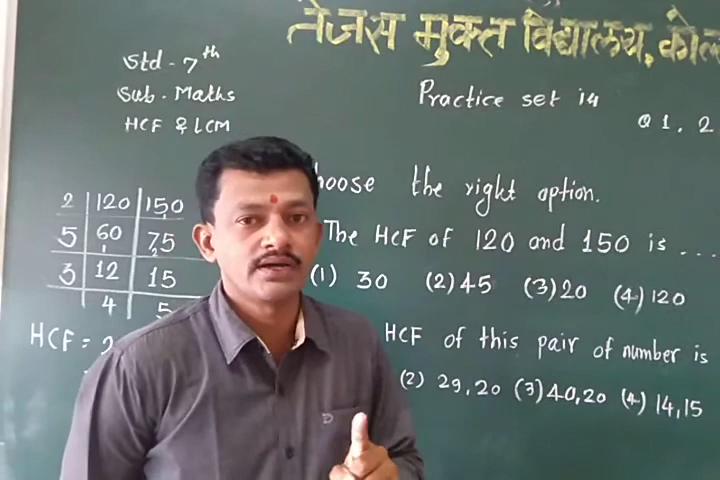 तेजस मुक्त विद्यालय, कोल
Std - 7th
Sub - Maths
HCF & LCM
Practice set 14
Q 1, 2
hoose the right option.
The HCF of 120 and 150 is ...
(1) 30 (2) 45 (3) 20 (4) 120
HCF of this pair of number is
(2) 29, 20 (3) 40, 20 (4) 14, 15
2 120 150
5 60 75
3 12 15
4 5
HCF = 2
D